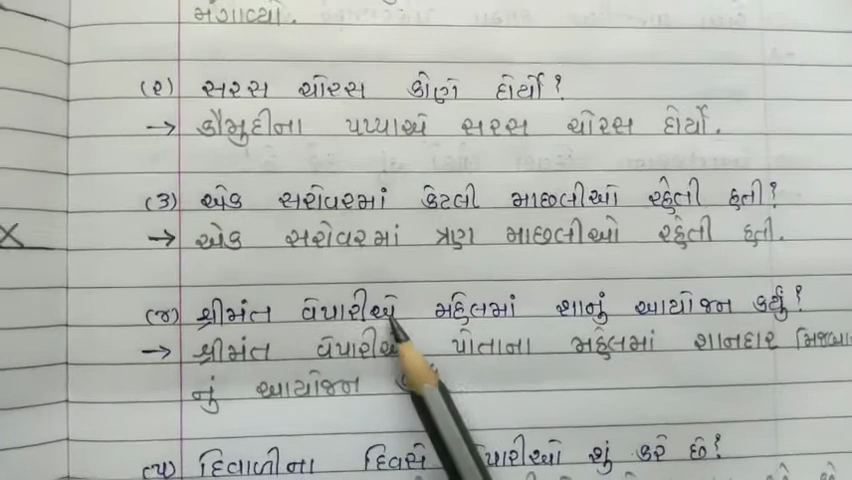 મંગાવ્યો.
(૨) સરસ ચોરસ કોણે દોર્યો?
→ કૌમુદીના પપ્પાએ સરસ ચોરસ દોર્યો.
(૩) એક સરોવરમાં કેટલી માછલીઓ રહેતી હતી?
→ એક સરોવરમાં ત્રણ માછલીઓ રહેતી હતી.
(૪) શ્રીમંત વેપારીએ મહેલમાં શાનું આયોજન કર્યું?
→ શ્રીમંત વેપારીએ પોતાના મહેલમાં શાનદાર
નું આયોજન
(૫) દિવાળીના દિવસે શું કરે છે?